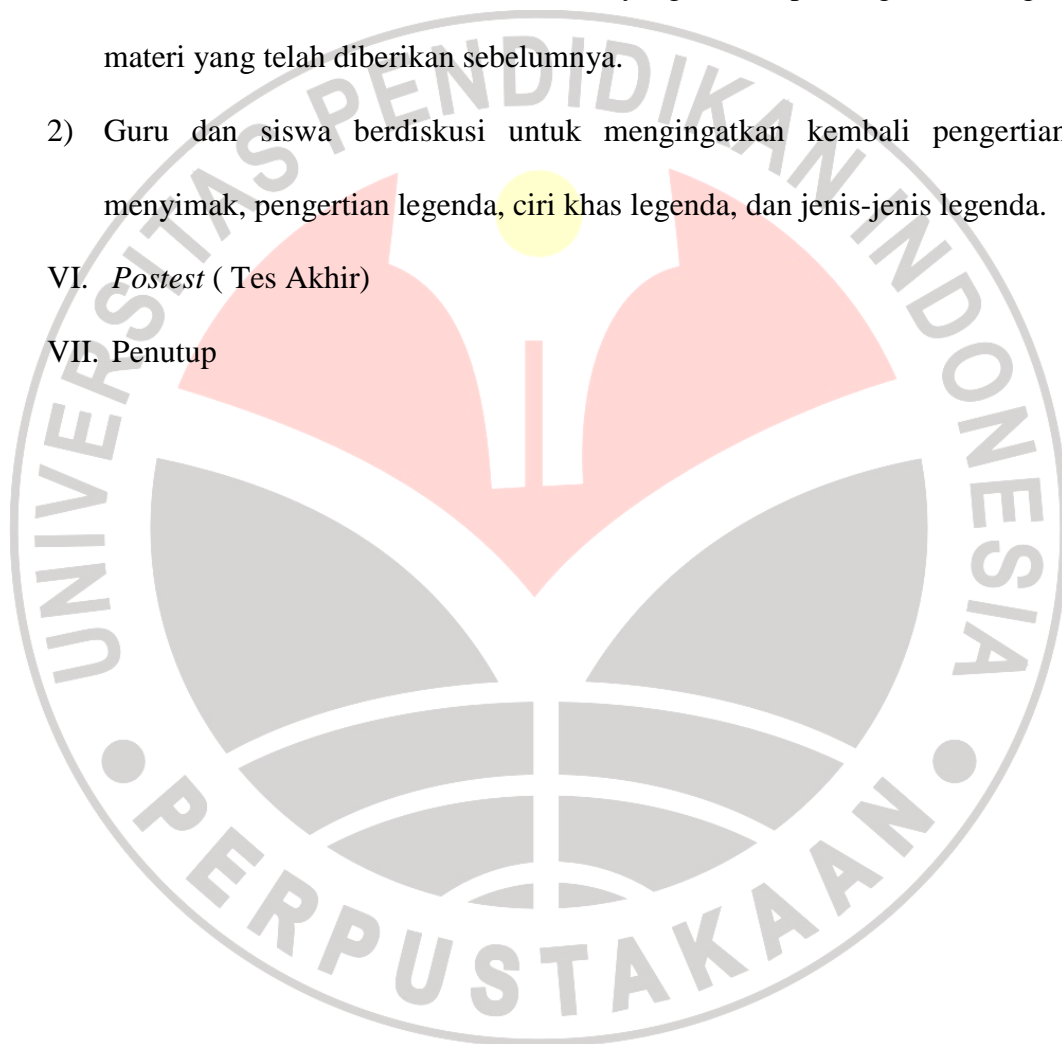 materi yang telah diberikan sebelumnya.
2) Guru dan siswa berdiskusi untuk mengingatkan kembali pengertian
menyimak, pengertian legenda, ciri khas legenda, dan jenis-jenis legenda.
VI. Postest ( Tes Akhir)
VII. Penutup
UNIVERSITAS PENDIDIKAN INDONESIA
PERPUSTAKAAN